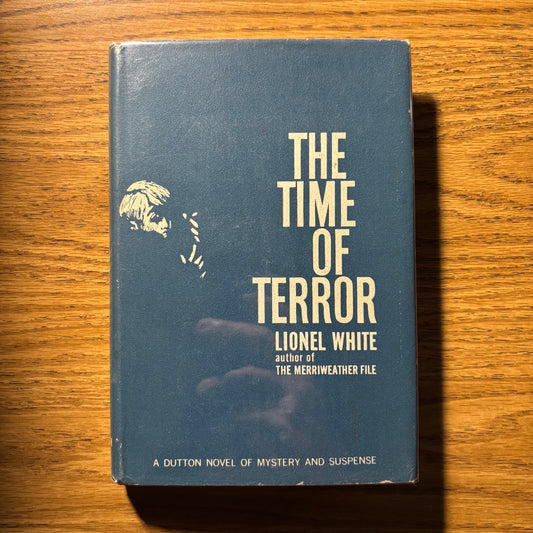 THE
TIME
OF
TERROR
LIONEL WHITE
author of
THE MERRIWEATHER FILE
A DUTTON NOVEL OF MYSTERY AND SUSPENSE